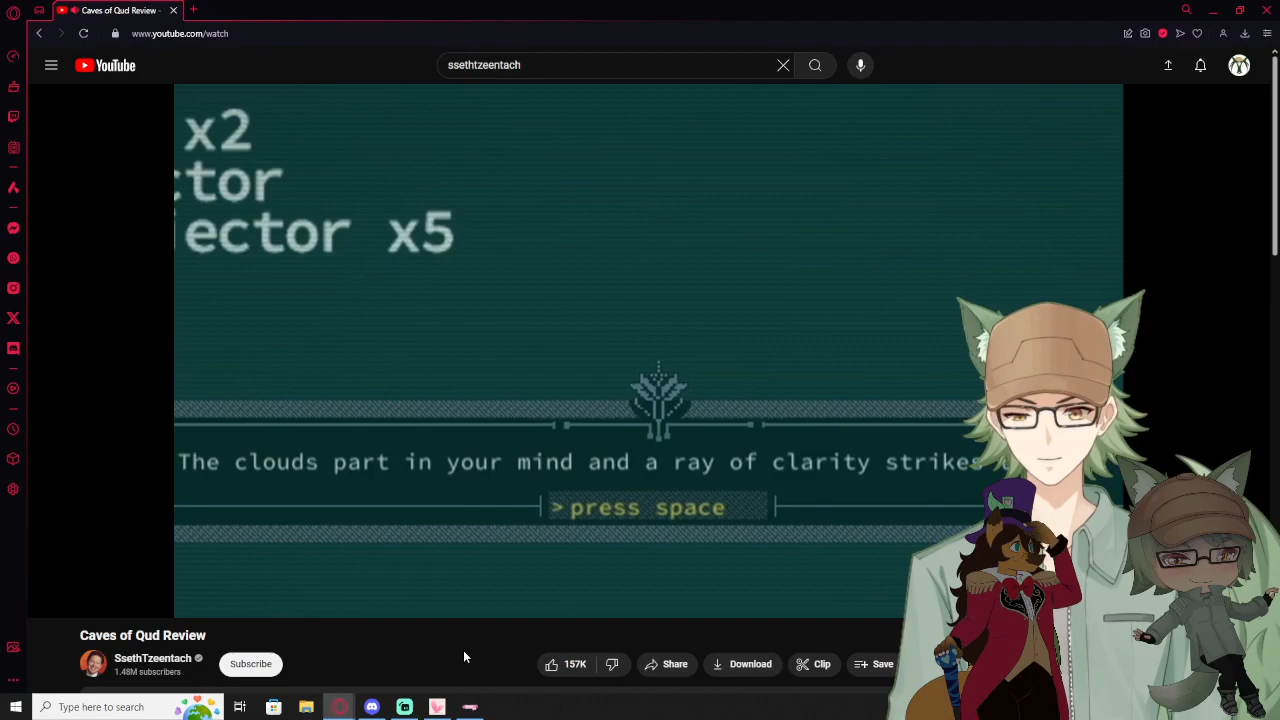 Caves of Qud Review -
www.youtube.com/watch
YouTube
ssethtzeentach
x2
ctor
jector x5
The clouds part in your mind and a ray of clarity strikes
>press space
Caves of Qud Review
SsethTzeentach
1.48M subscribers
Subscribe
157K
Share
Download
Clip
Save
Type here to search